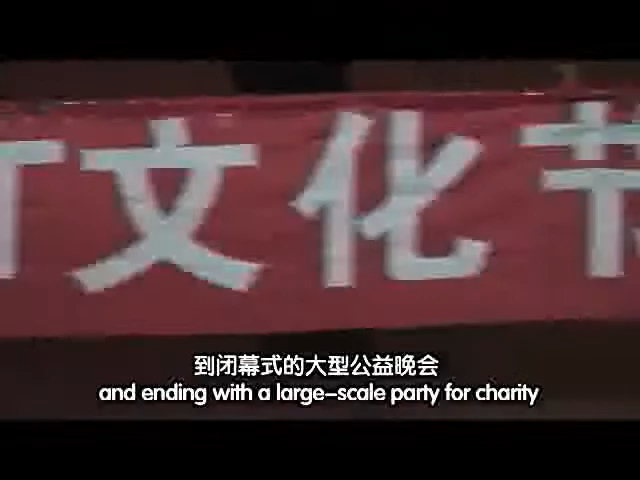 文化节
到闭幕式的大型公益晚会
and ending with a large-scale party for charity